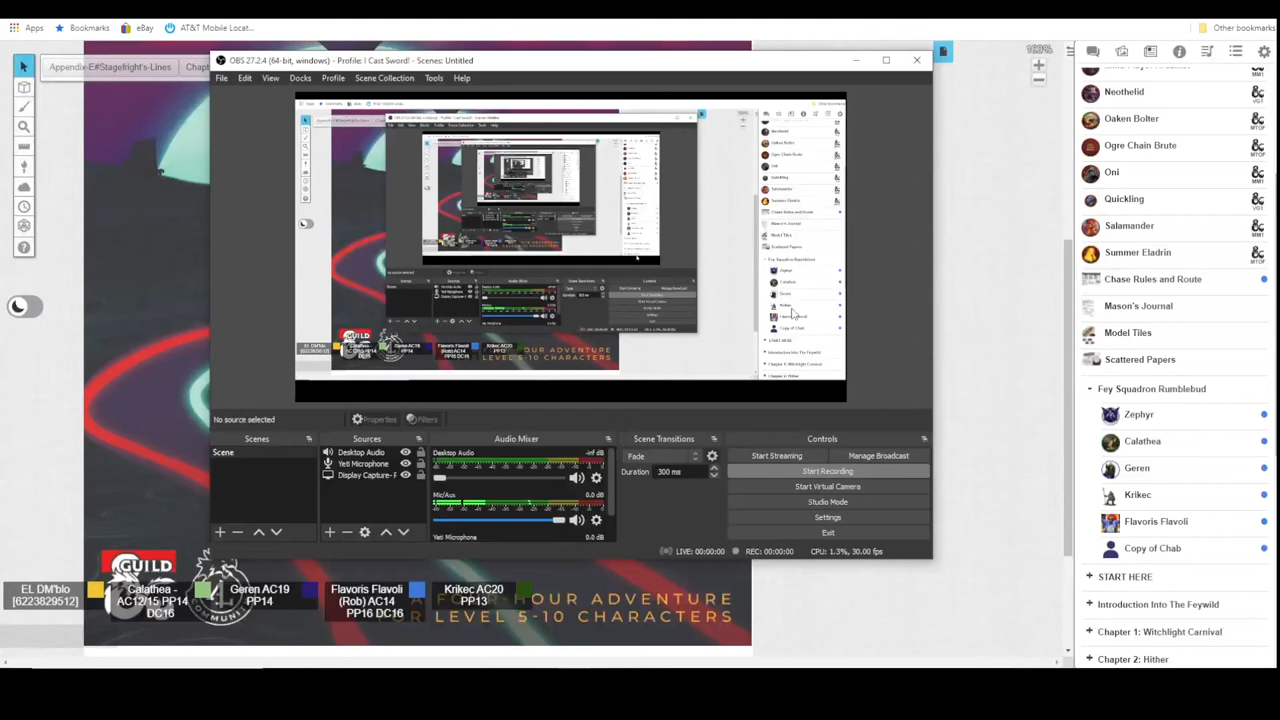 Apps Bookmarks eBay AT&T Mobile Locat... Other bookmarks
Appendix-E#Stagefright's-Lines Chapt
100%
OBS 27.2.4 (64-bit, windows) - Profile: I Cast Sword! - Scenes: Untitled
File Edit View Docks Profile Scene Collection Tools Help
No source selected Properties Filters
Scenes Sources Audio Mixer Scene Transitions Controls
Scene
Desktop Audio
Yeti Microphone
Display Capture- F
Desktop Audio -inf dB
Mic/Aux 0.0 dB
Yeti Microphone 0.0 dB
Fade
Duration 300 ms
Start Streaming Manage Broadcast
Start Recording
Start Virtual Camera
Studio Mode
Settings
Exit
LIVE: 00:00:00 REC: 00:00:00 CPU: 1.3%, 30.00 fps
GUILD
EL DM'blo
[6223829512]
Calathea -
AC12/15 PP14
DC16
Geren AC19
PP14
Flavoris Flavoli
(Rob) AC14
PP16 DC16
Krikec AC20
PP13
OUR ADVENTURE
OR LEVEL 5-10 CHARACTERS
Neothelid
Oaken Bolter
Ogre Chain Brute
Oni
Quickling
Salamander
Summer Eladrin
Chase Rules and Route
Mason's Journal
Model Tiles
Scattered Papers
Fey Squadron Rumblebud
Zephyr
Calathea
Geren
Krikec
Flavoris Flavoli
Copy of Chab
START HERE
Introduction Into The Feywild
Chapter 1: Witchlight Carnival
Chapter 2: Hither